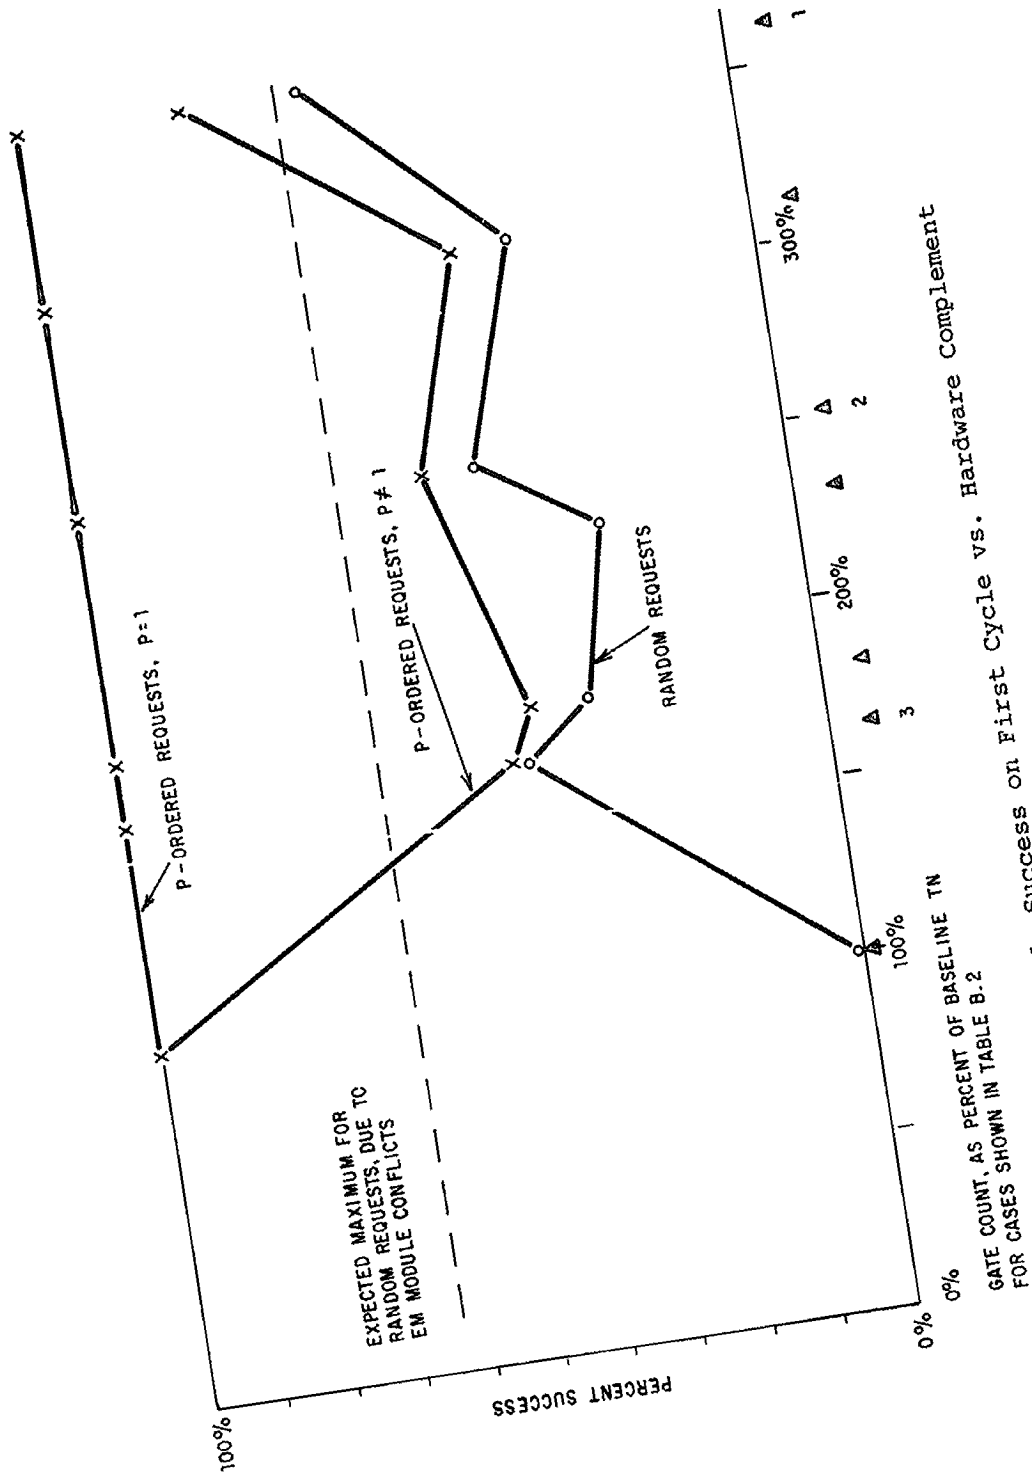 100%
P-ORDERED REQUESTS, P=1
EXPECTED MAXIMUM FOR
RANDOM REQUESTS, DUE TO
EM MODULE CONFLICTS
P-ORDERED REQUESTS, P≠1
PERCENT SUCCESS
RANDOM REQUESTS
0%
0%
100%
200%
300%
3
2
1
GATE COUNT, AS PERCENT OF BASELINE TN
FOR CASES SHOWN IN TABLE B.2
Success on First Cycle vs. Hardware Complement